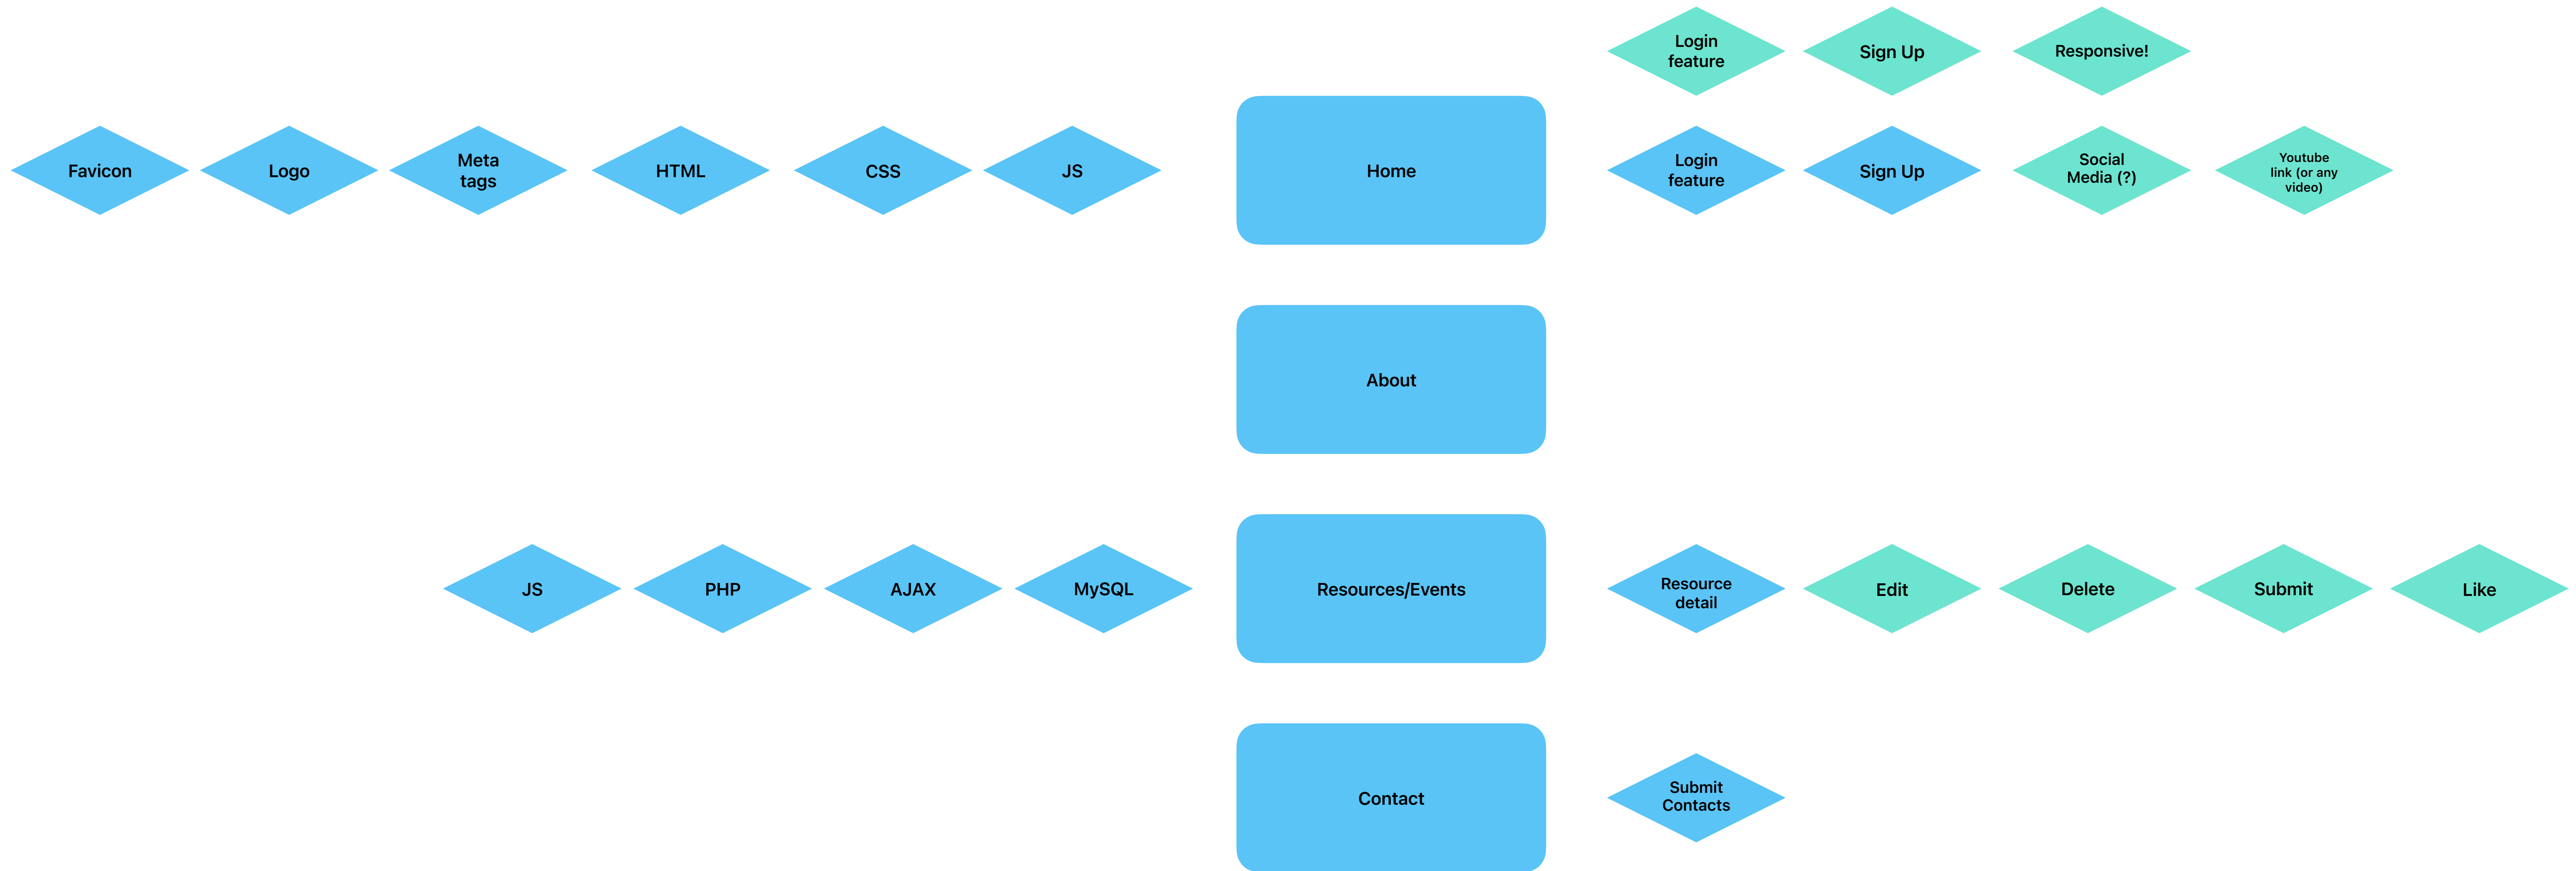 Login
feature
Sign Up
Responsive!
Favicon
Logo
Meta
tags
HTML
CSS
JS
Home
Login
feature
Sign Up
Social
Media (?)
Youtube
link (or any
video)
About
JS
PHP
AJAX
MySQL
Resources/Events
Resource
detail
Edit
Delete
Submit
Like
Contact
Submit
Contacts